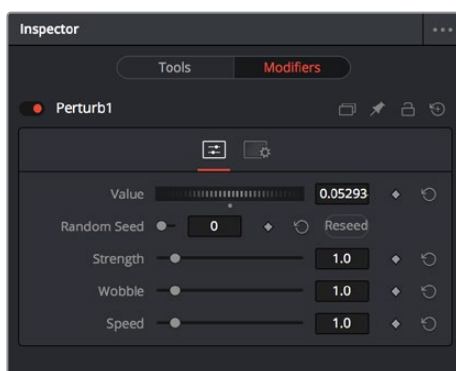 Inspector
Tools Modifiers
Perturb1
Value 0.05293
Random Seed 0 Reseed
Strength 1.0
Wobble 1.0
Speed 1.0